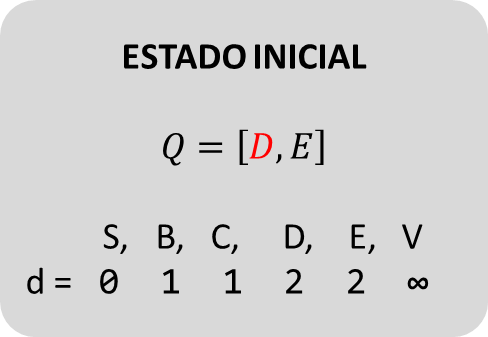 ESTADO INICIAL
Q = [D, E]
S, B, C, D, E, V
d = 0 1 1 2 2 ∞